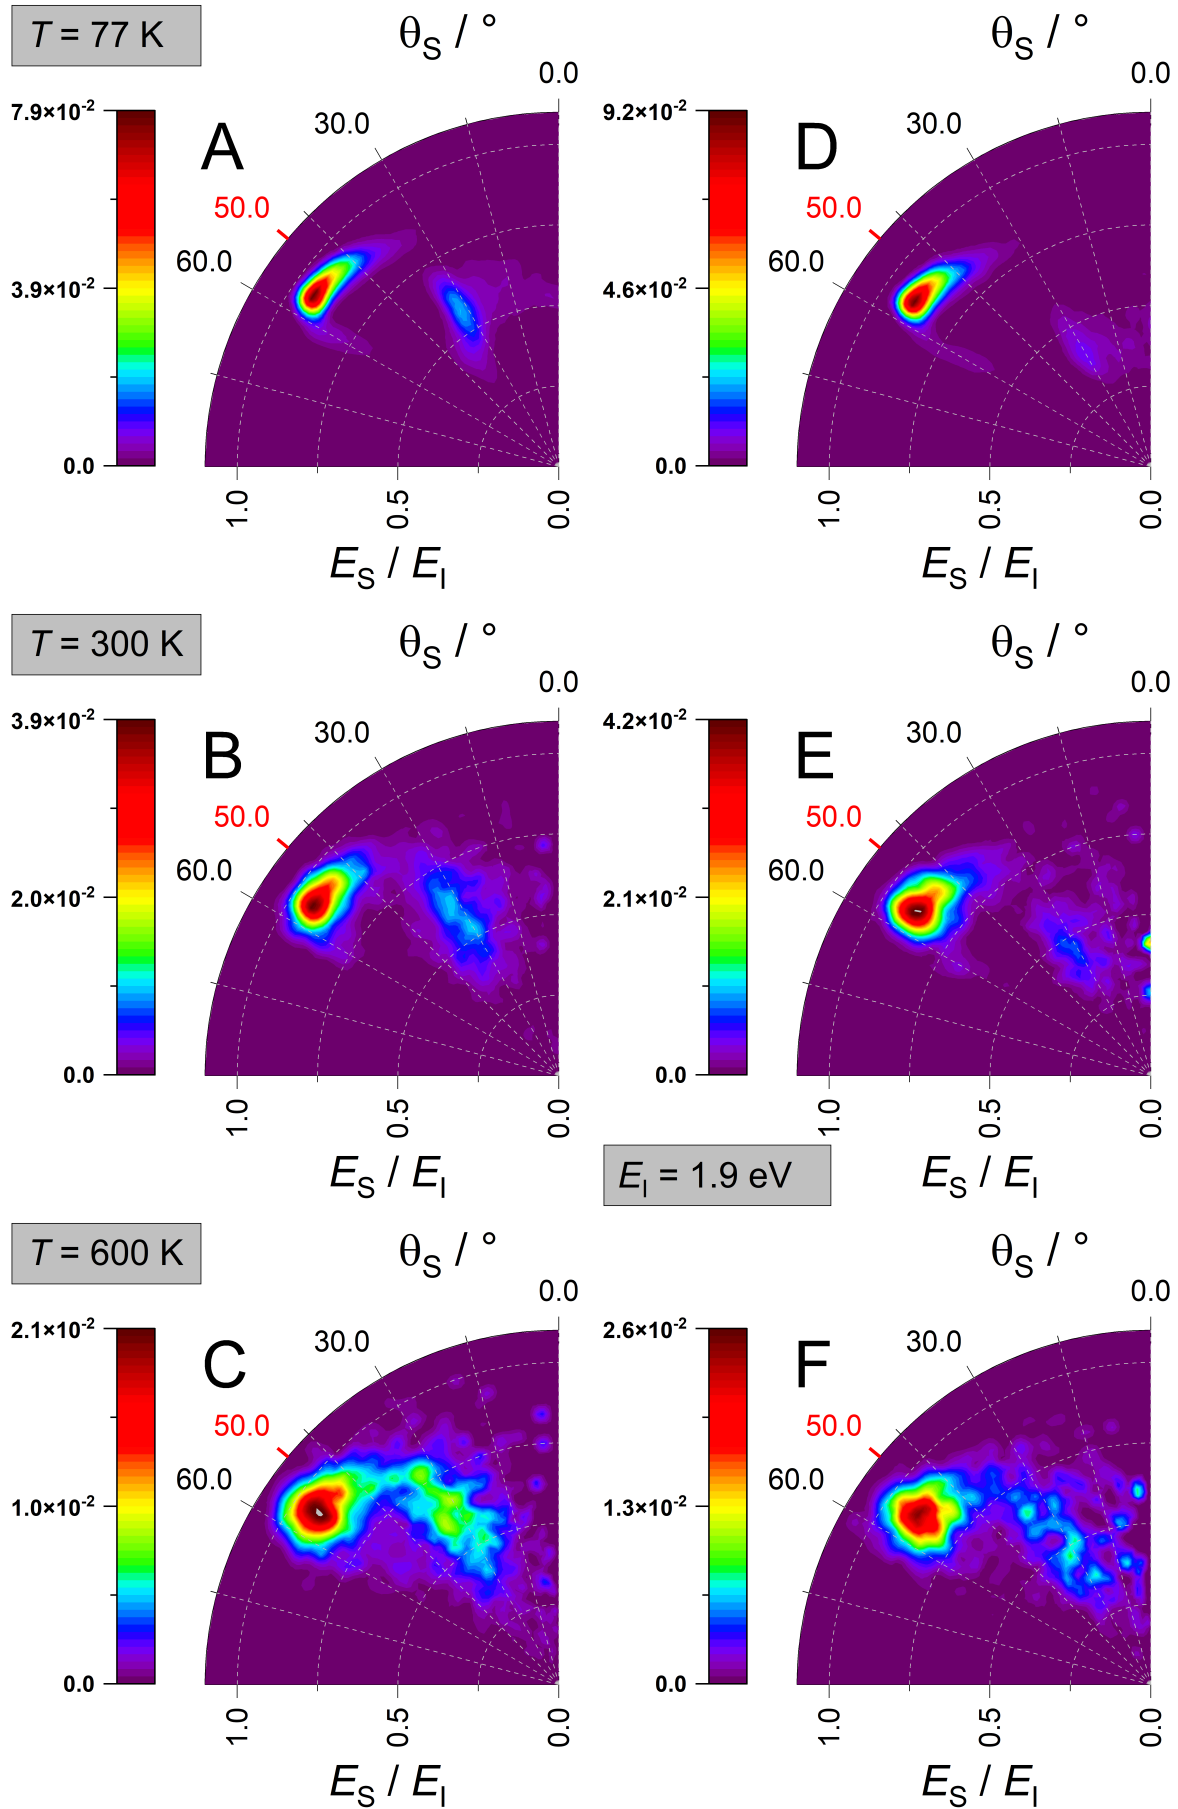 T = 77 K
θS / °
θS / °
0.0
0.0
7.9×10-2
9.2×10-2
A
30.0
D
30.0
50.0
50.0
60.0
60.0
3.9×10-2
4.6×10-2
0.0
0.0
1.0
0.5
0.0
1.0
0.5
0.0
ES / EI
ES / EI
T = 300 K
θS / °
θS / °
0.0
0.0
3.9×10-2
4.2×10-2
B
30.0
E
30.0
50.0
50.0
60.0
60.0
2.0×10-2
2.1×10-2
0.0
0.0
1.0
0.5
0.0
1.0
0.5
0.0
ES / EI
EI = 1.9 eV
ES / EI
T = 600 K
θS / °
θS / °
0.0
0.0
2.1×10-2
2.6×10-2
C
30.0
F
30.0
50.0
50.0
60.0
60.0
1.0×10-2
1.3×10-2
0.0
0.0
1.0
0.5
0.0
1.0
0.5
0.0
ES / EI
ES / EI